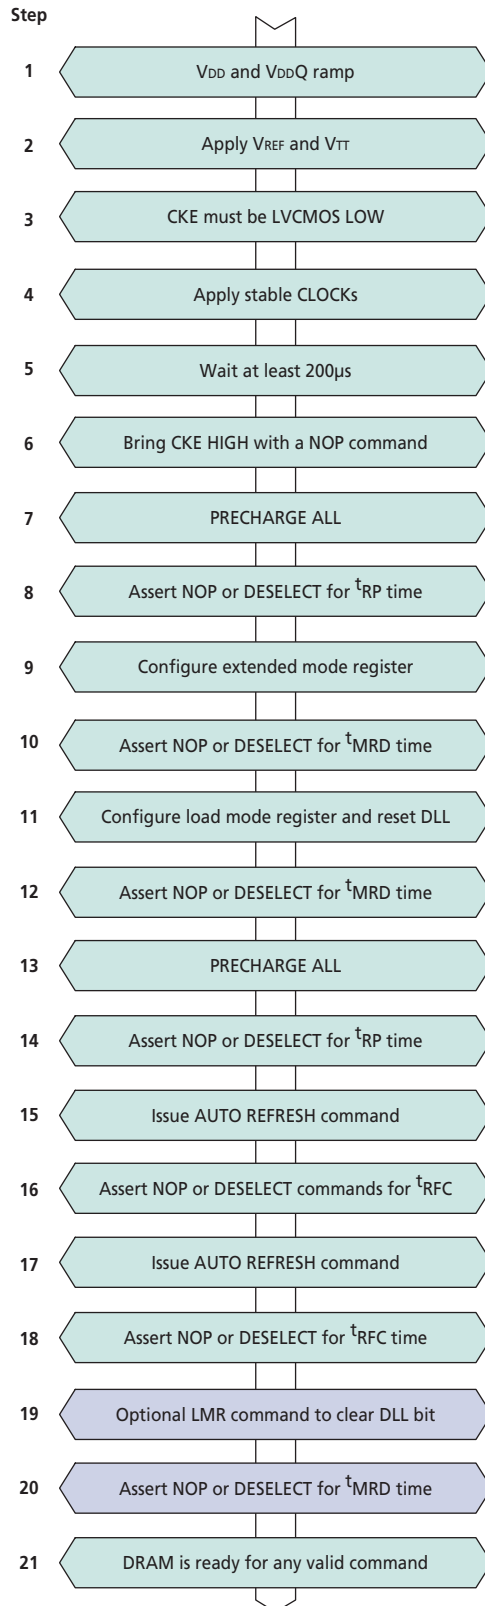 Step
1 VDD and VDDQ ramp
2 Apply VREF and VTT
3 CKE must be LVCMOS LOW
4 Apply stable CLOCKs
5 Wait at least 200µs
6 Bring CKE HIGH with a NOP command
7 PRECHARGE ALL
8 Assert NOP or DESELECT for tRP time
9 Configure extended mode register
10 Assert NOP or DESELECT for tMRD time
11 Configure load mode register and reset DLL
12 Assert NOP or DESELECT for tMRD time
13 PRECHARGE ALL
14 Assert NOP or DESELECT for tRP time
15 Issue AUTO REFRESH command
16 Assert NOP or DESELECT commands for tRFC
17 Issue AUTO REFRESH command
18 Assert NOP or DESELECT for tRFC time
19 Optional LMR command to clear DLL bit
20 Assert NOP or DESELECT for tMRD time
21 DRAM is ready for any valid command